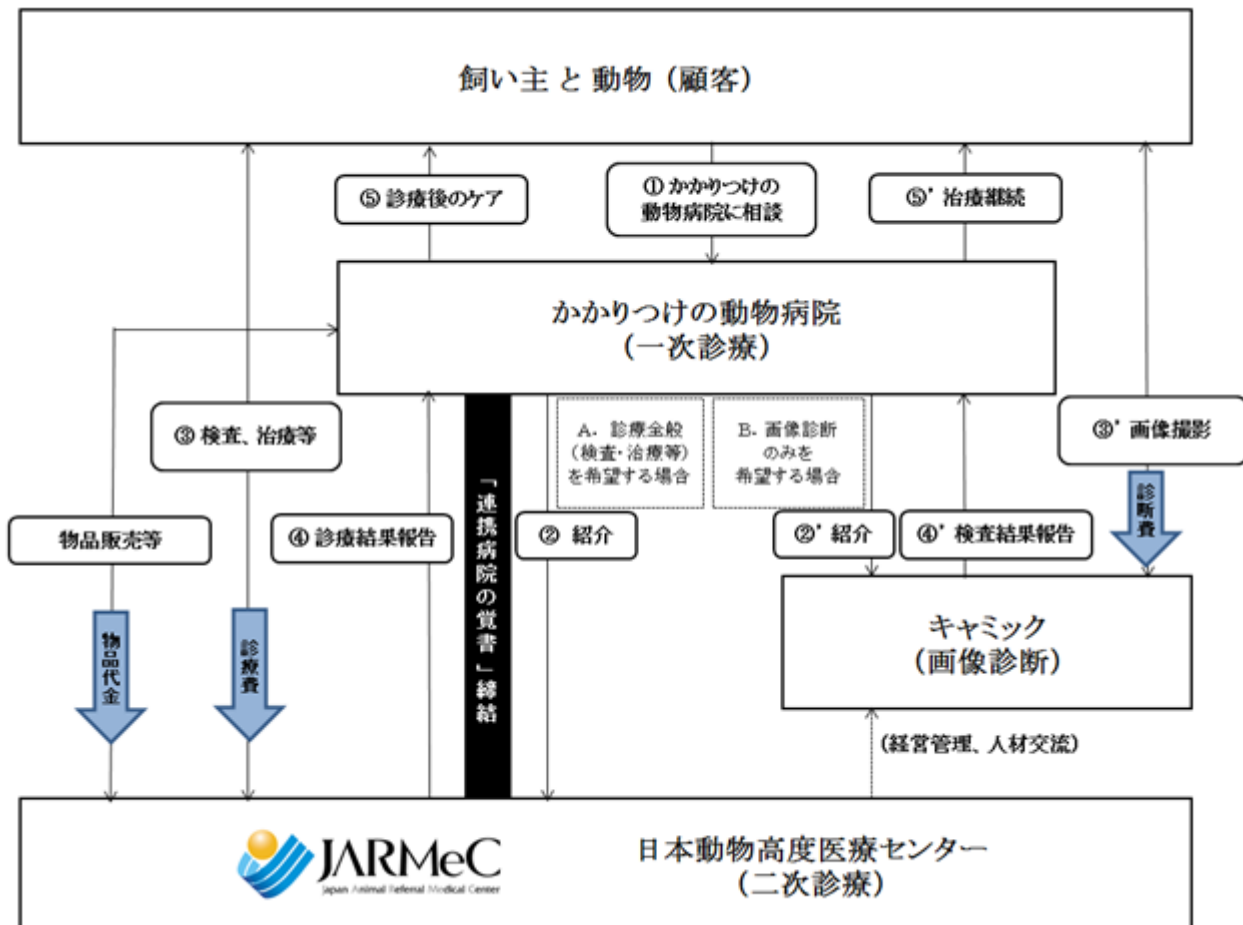 飼い主 と 動物 (顧客)
⑤ 診療後のケア
① かかりつけの
動物病院に相談
⑤’ 治療継続
かかりつけの動物病院
(一次診療)
③ 検査、治療等
A. 診療全般
(検査・治療等)
を希望する場合
B. 画像診断
のみを
希望する場合
③’ 画像撮影
診断費
物品販売等
④ 診療結果報告
「連携病院の覚書」締結
② 紹介
②’ 紹介
④’ 検査結果報告
物品代金
診療費
キャミック
(画像診断)
(経営管理、人材交流)
JARMeC
Japan Animal Referral Medical Center
日本動物高度医療センター
(二次診療)